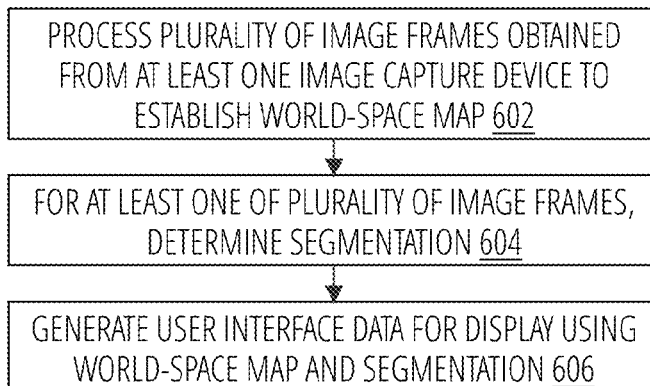 PROCESS PLURALITY OF IMAGE FRAMES OBTAINED
FROM AT LEAST ONE IMAGE CAPTURE DEVICE TO
ESTABLISH WORLD-SPACE MAP 602
FOR AT LEAST ONE OF PLURALITY OF IMAGE FRAMES,
DETERMINE SEGMENTATION 604
GENERATE USER INTERFACE DATA FOR DISPLAY USING
WORLD-SPACE MAP AND SEGMENTATION 606